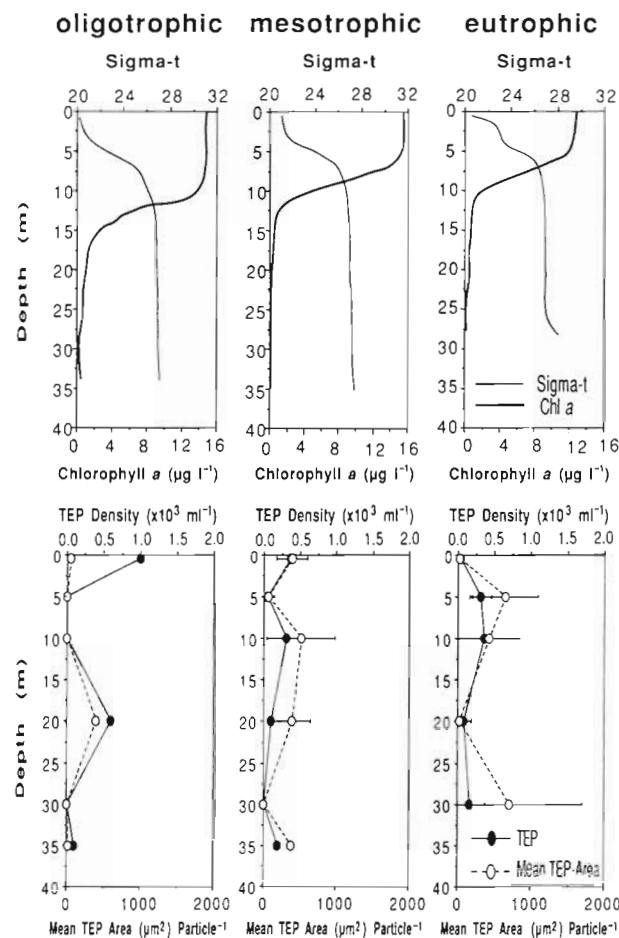 oligotrophic mesotrophic eutrophic
Sigma-t Sigma-t Sigma-t
20 24 28 32 20 24 28 32 20 24 28 32
0 0 0
5 5 5
10 10 10
15 15 15
20 20 20
25 25 25
30 30 30
35 35 35
40 40 40
Depth (m)
Sigma-t
Chl a
0 4 8 12 16 0 4 8 12 16 0 4 8 12 16
Chlorophyll a (µg l⁻¹) Chlorophyll a (µg l⁻¹) Chlorophyll a (µg l⁻¹)
TEP Density (x10³ ml⁻¹) TEP Density (x10³ ml⁻¹) TEP Density (x10³ ml⁻¹)
0.0 0.5 1.0 1.5 2.0 0.0 0.5 1.0 1.5 2.0 0.0 0.5 1.0 1.5 2.0
0 0 0
5 5 5
10 10 10
15 15 15
20 20 20
25 25 25
30 30 30
35 35 35
40 40 40
Depth (m)
TEP
Mean TEP-Area
0 1000 2000 0 1000 2000 0 1000 2000
Mean TEP Area (µm²) Particle⁻¹ Mean TEP Area (µm²) Particle⁻¹ Mean TEP Area (µm²) Particle⁻¹